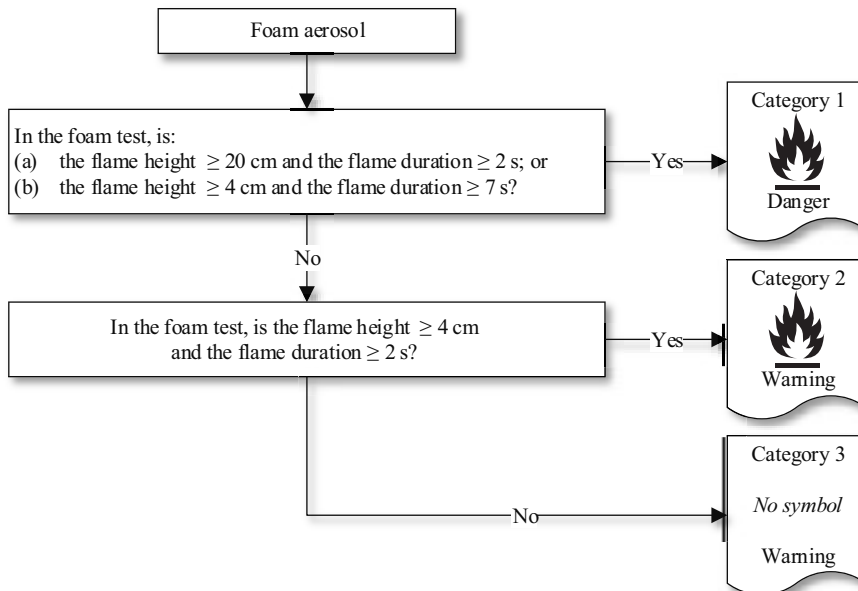 Foam aerosol
In the foam test, is:
(a) the flame height ≥ 20 cm and the flame duration ≥ 2 s; or
(b) the flame height ≥ 4 cm and the flame duration ≥ 7 s?
Yes
Category 1
Danger
No
In the foam test, is the flame height ≥ 4 cm
and the flame duration ≥ 2 s?
Yes
Category 2
Warning
No
Category 3
No symbol
Warning